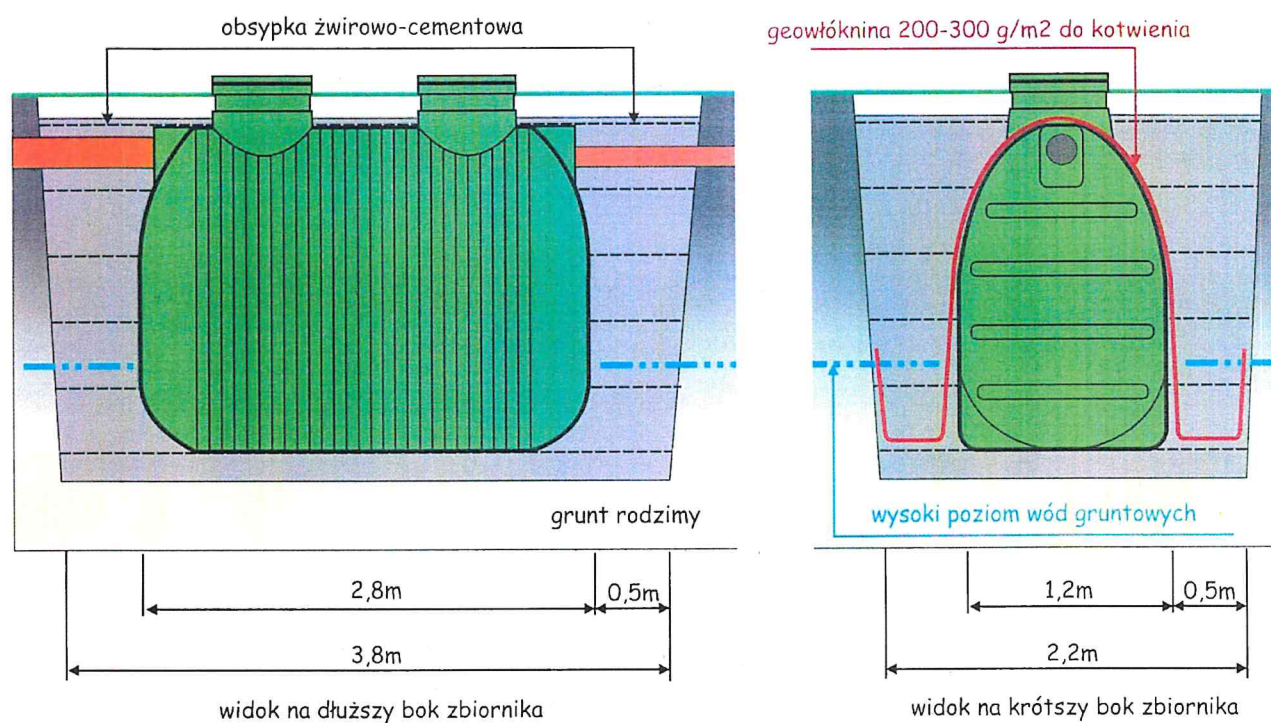 obsypka żwirowo-cementowa
geowłóknina 200-300 g/m2 do kotwienia
grunt rodzimy
wysoki poziom wód gruntowych
2,8m
0,5m
1,2m
0,5m
3,8m
2,2m
widok na dłuższy bok zbiornika
widok na krótszy bok zbiornika